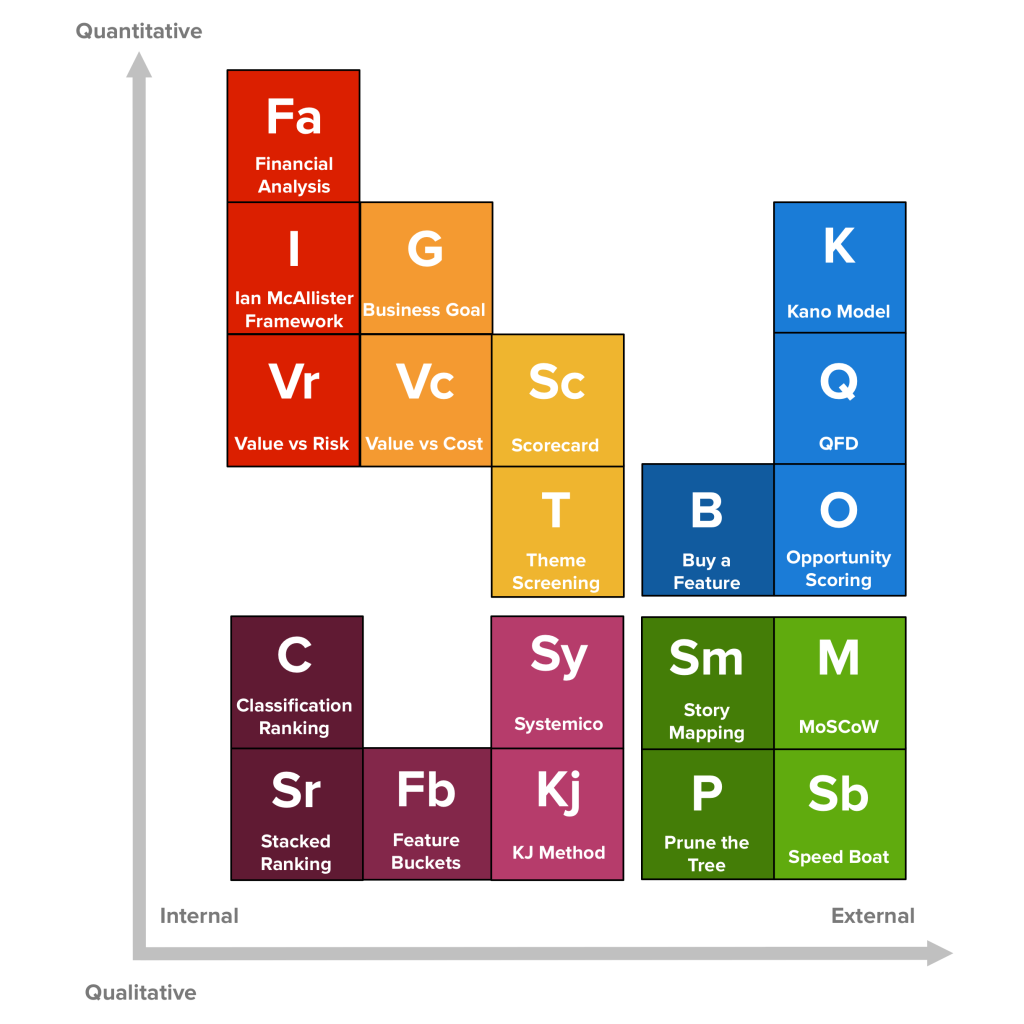 Quantitative
Fa
Financial
Analysis
I
Ian McAllister
Framework
G
Business Goal
K
Kano Model
Vr
Value vs Risk
Vc
Value vs Cost
Sc
Scorecard
Q
QFD
T
Theme
Screening
B
Buy a
Feature
O
Opportunity
Scoring
C
Classification
Ranking
Sy
Systemico
Sm
Story
Mapping
M
MoSCoW
Sr
Stacked
Ranking
Fb
Feature
Buckets
Kj
KJ Method
P
Prune the
Tree
Sb
Speed Boat
Internal
External
Qualitative